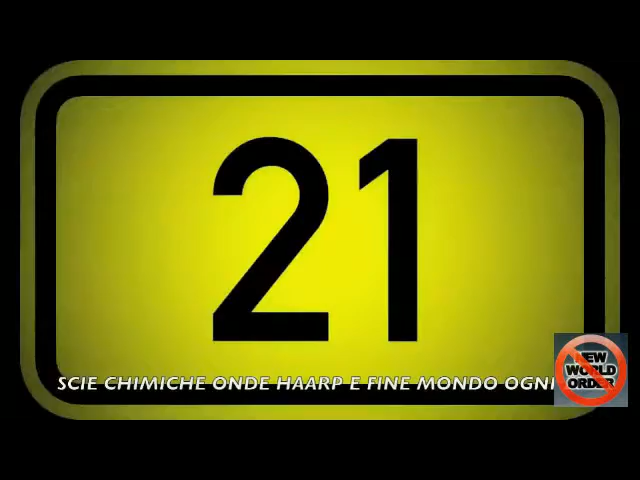 21
SCIE CHIMICHE ONDE HAARP E FINE MONDO OGNI
NEW
WORLD
ORDER